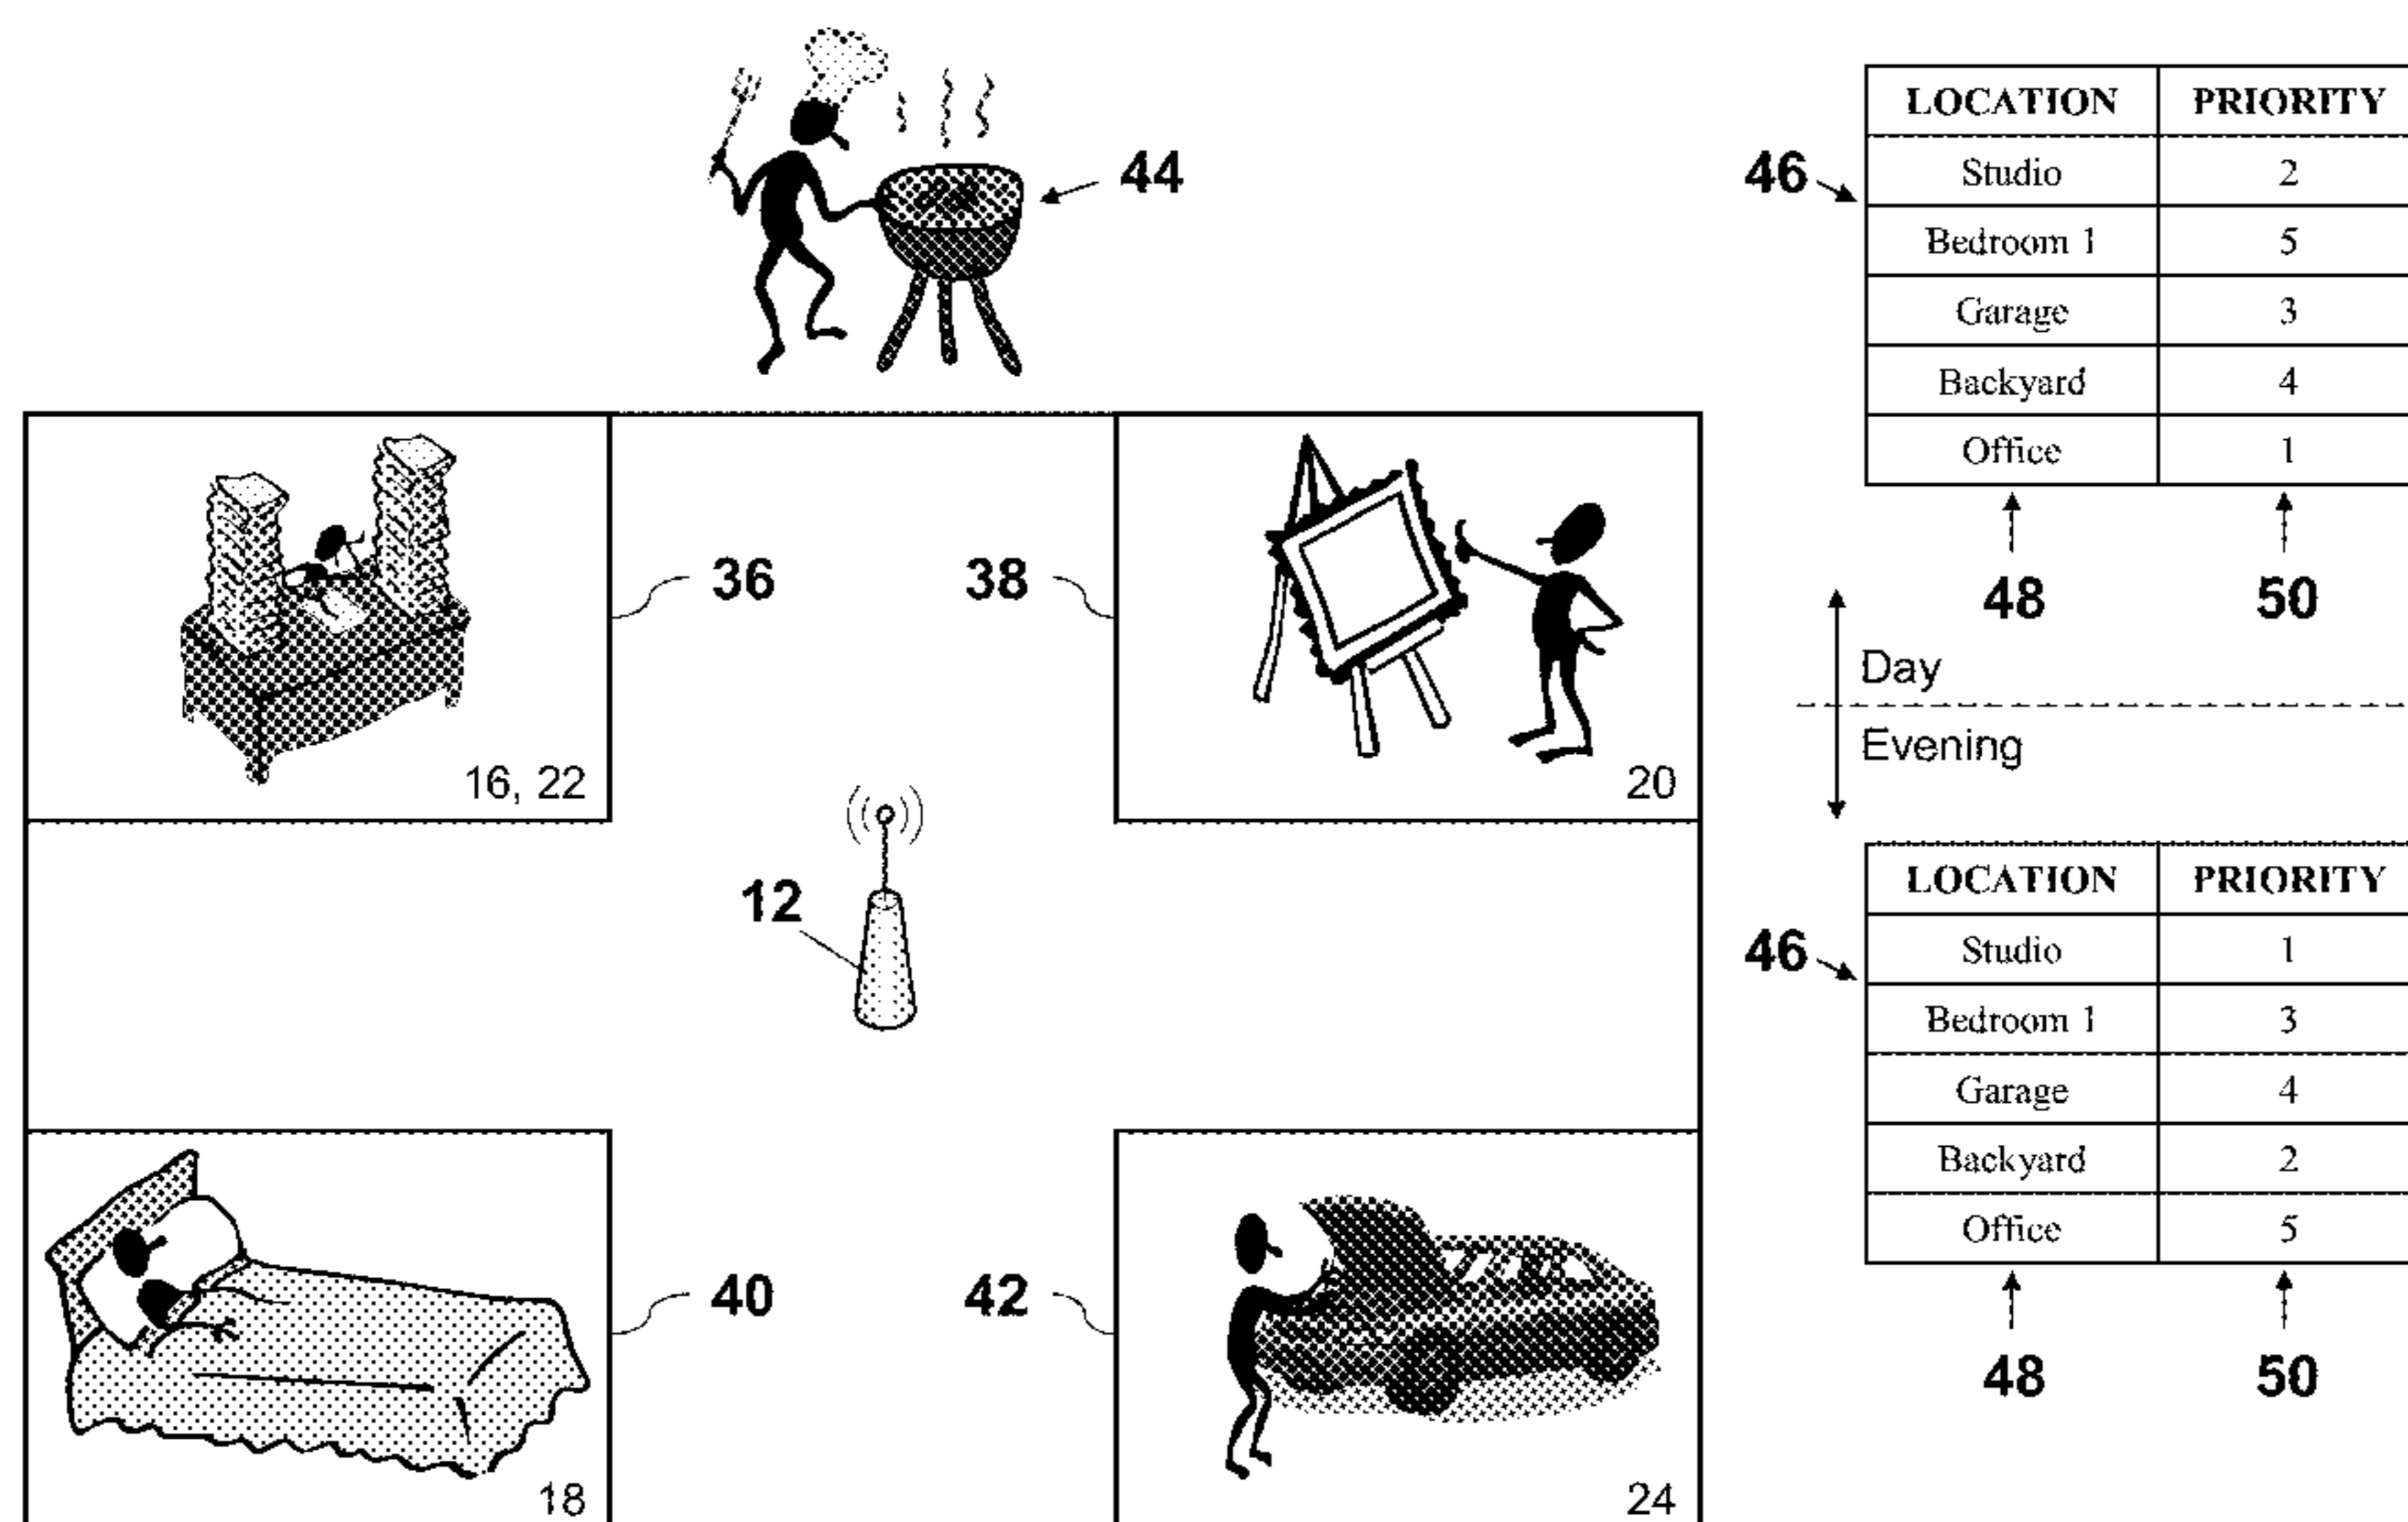 44
36
38
16, 22
20
12
40
42
18
24
LOCATION PRIORITY
46
Studio 2
Bedroom 1 5
Garage 3
Backyard 4
Office 1
48 50
Day
Evening
LOCATION PRIORITY
46
Studio 1
Bedroom 1 3
Garage 4
Backyard 2
Office 5
48 50